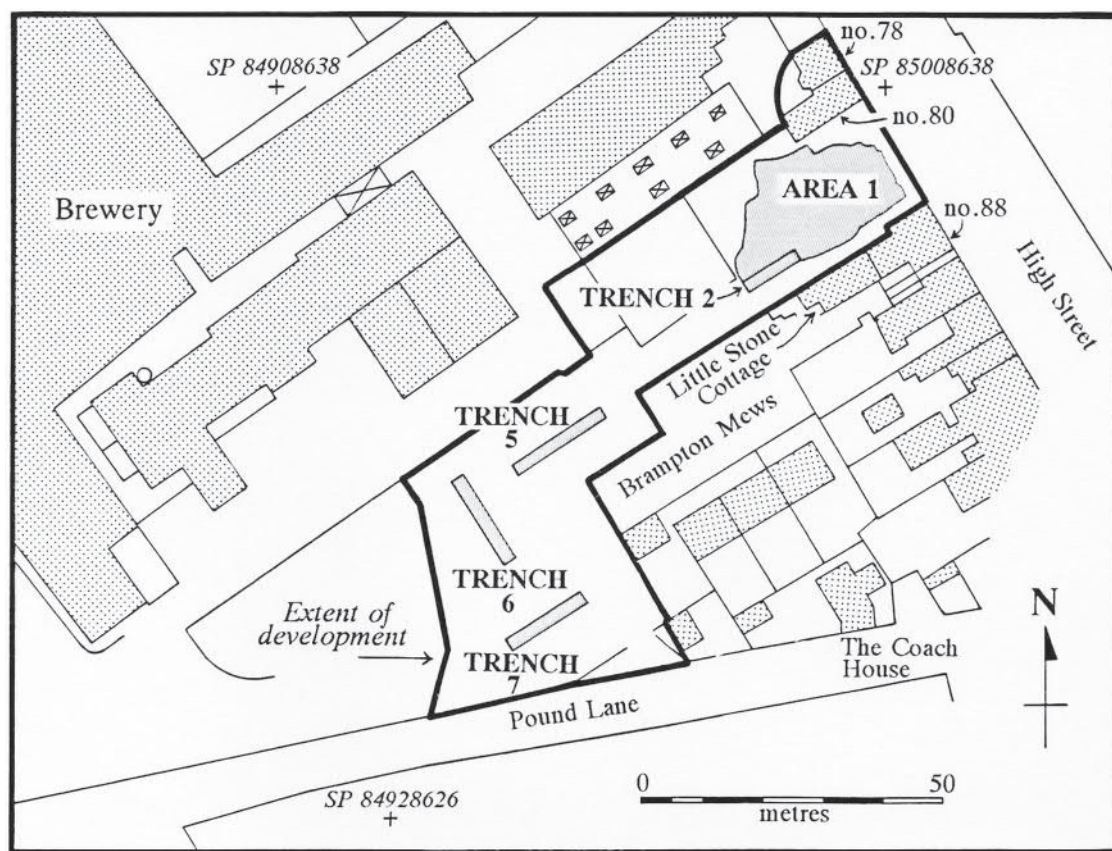 no.78
SP 84908638
SP 85008638
no.80
Brewery
AREA 1
no.88
High Street
TRENCH 2
Little Stone
Cottage
Brampton Mews
TRENCH
5
TRENCH
6
Extent of
development
TRENCH
7
N
The Coach
House
Pound Lane
0
50
metres
SP 84928626